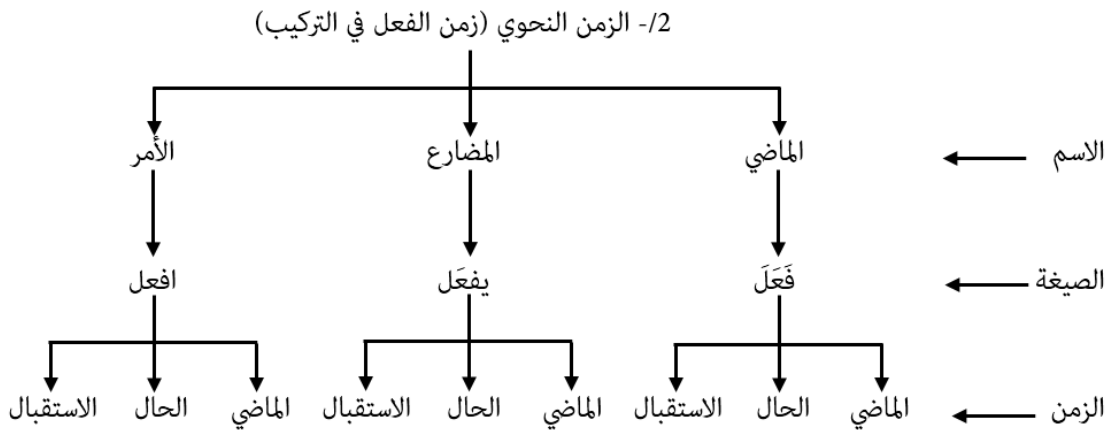 2/- الزمن النحوي (زمن الفعل في التركيب)
الاسم الماضي المضارع الأمر
الصيغة فَعَلَ يفعَل افعل
الزمن الماضي الحال الاستقبال الماضي الحال الاستقبال الماضي الحال الاستقبال